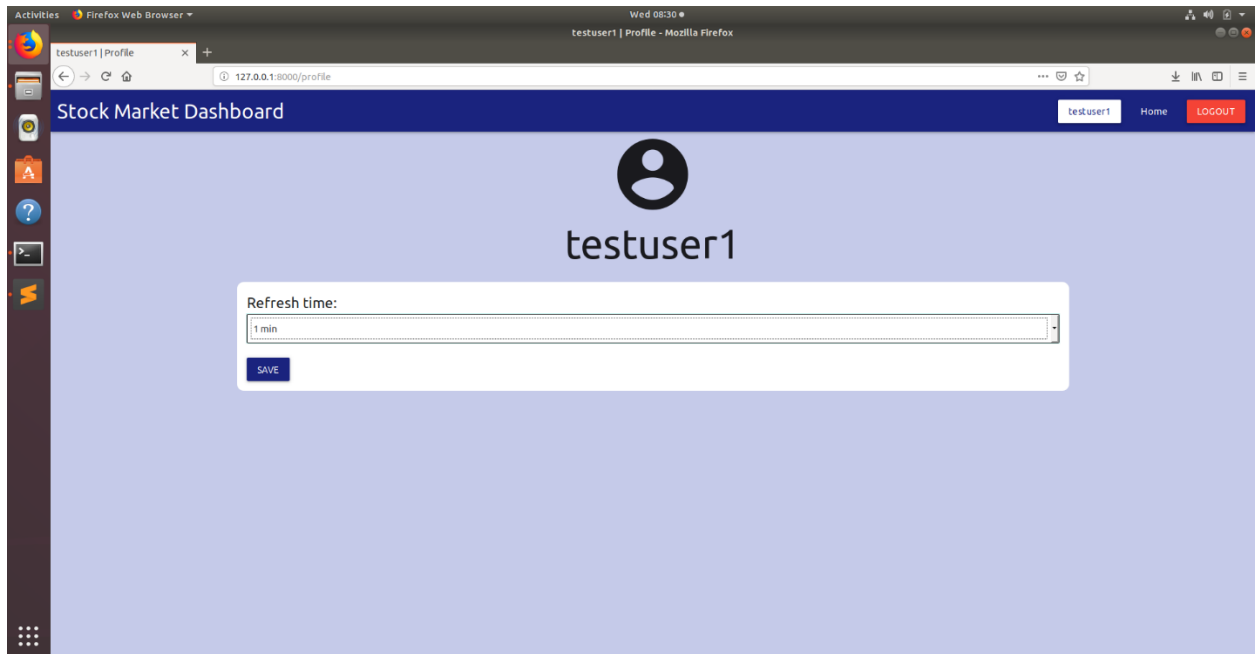 Activities Firefox Web Browser Wed 08:30
testuser1 | Profile - Mozilla Firefox
testuser1 | Profile
127.0.0.1:8000/profile
Stock Market Dashboard testuser1 Home LOGOUT
testuser1
Refresh time:
1 min
SAVE